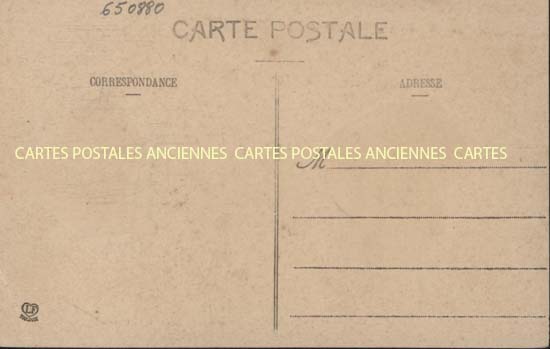 650880
CARTE POSTALE
CORRESPONDANCE
ADRESSE
CARTES POSTALES ANCIENNES CARTES POSTALES ANCIENNES CARTES
M